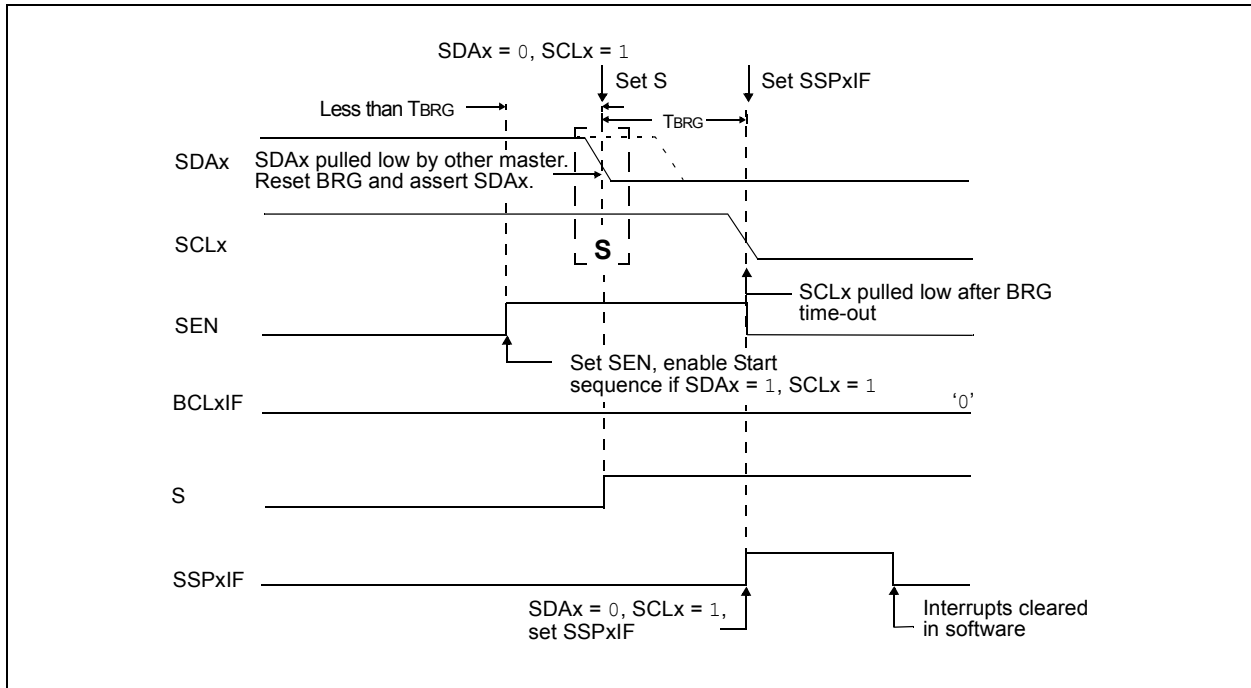 SDAx = 0, SCLx = 1
Set S
Set SSPxIF
Less than TBRG
TBRG
SDAx
SDAx pulled low by other master.
Reset BRG and assert SDAx.
SCLx
S
SCLx pulled low after BRG
time-out
SEN
Set SEN, enable Start
sequence if SDAx = 1, SCLx = 1
BCLxIF
‘0’
S
SSPxIF
SDAx = 0, SCLx = 1,
set SSPxIF
Interrupts cleared
in software